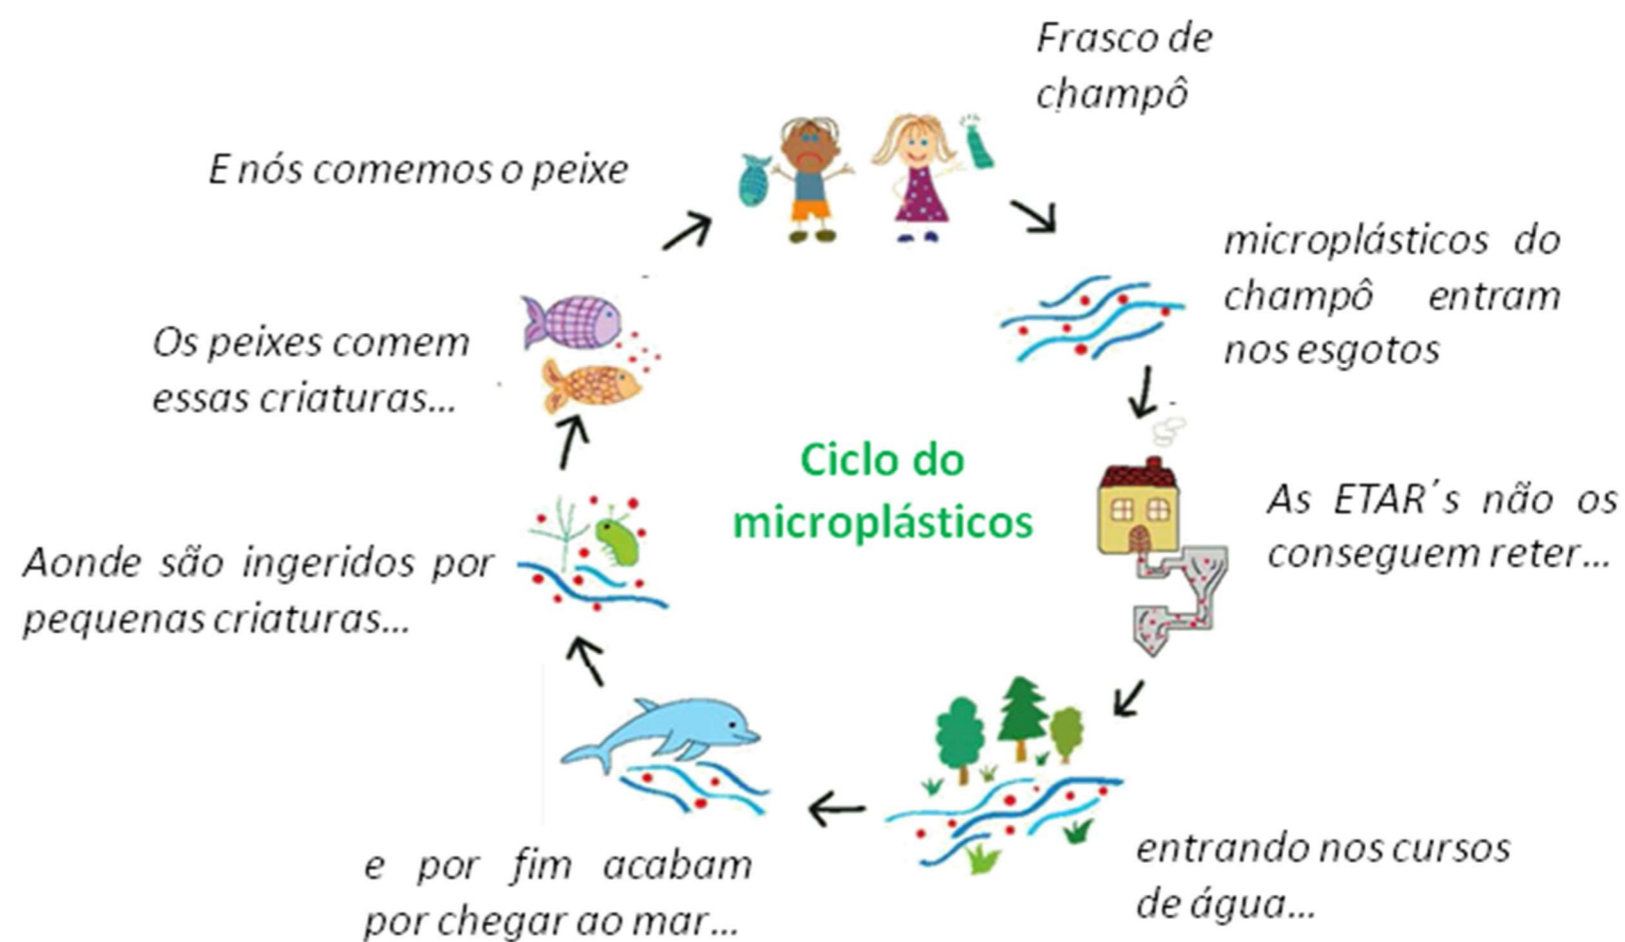 Frasco de
champô
microplásticos do
champô entram
nos esgotos
As ETAR´s não os
conseguem reter...
entrando nos cursos
de água...
e por fim acabam
por chegar ao mar...
Aonde são ingeridos por
pequenas criaturas...
Os peixes comem
essas criaturas...
E nós comemos o peixe
Ciclo do
microplásticos